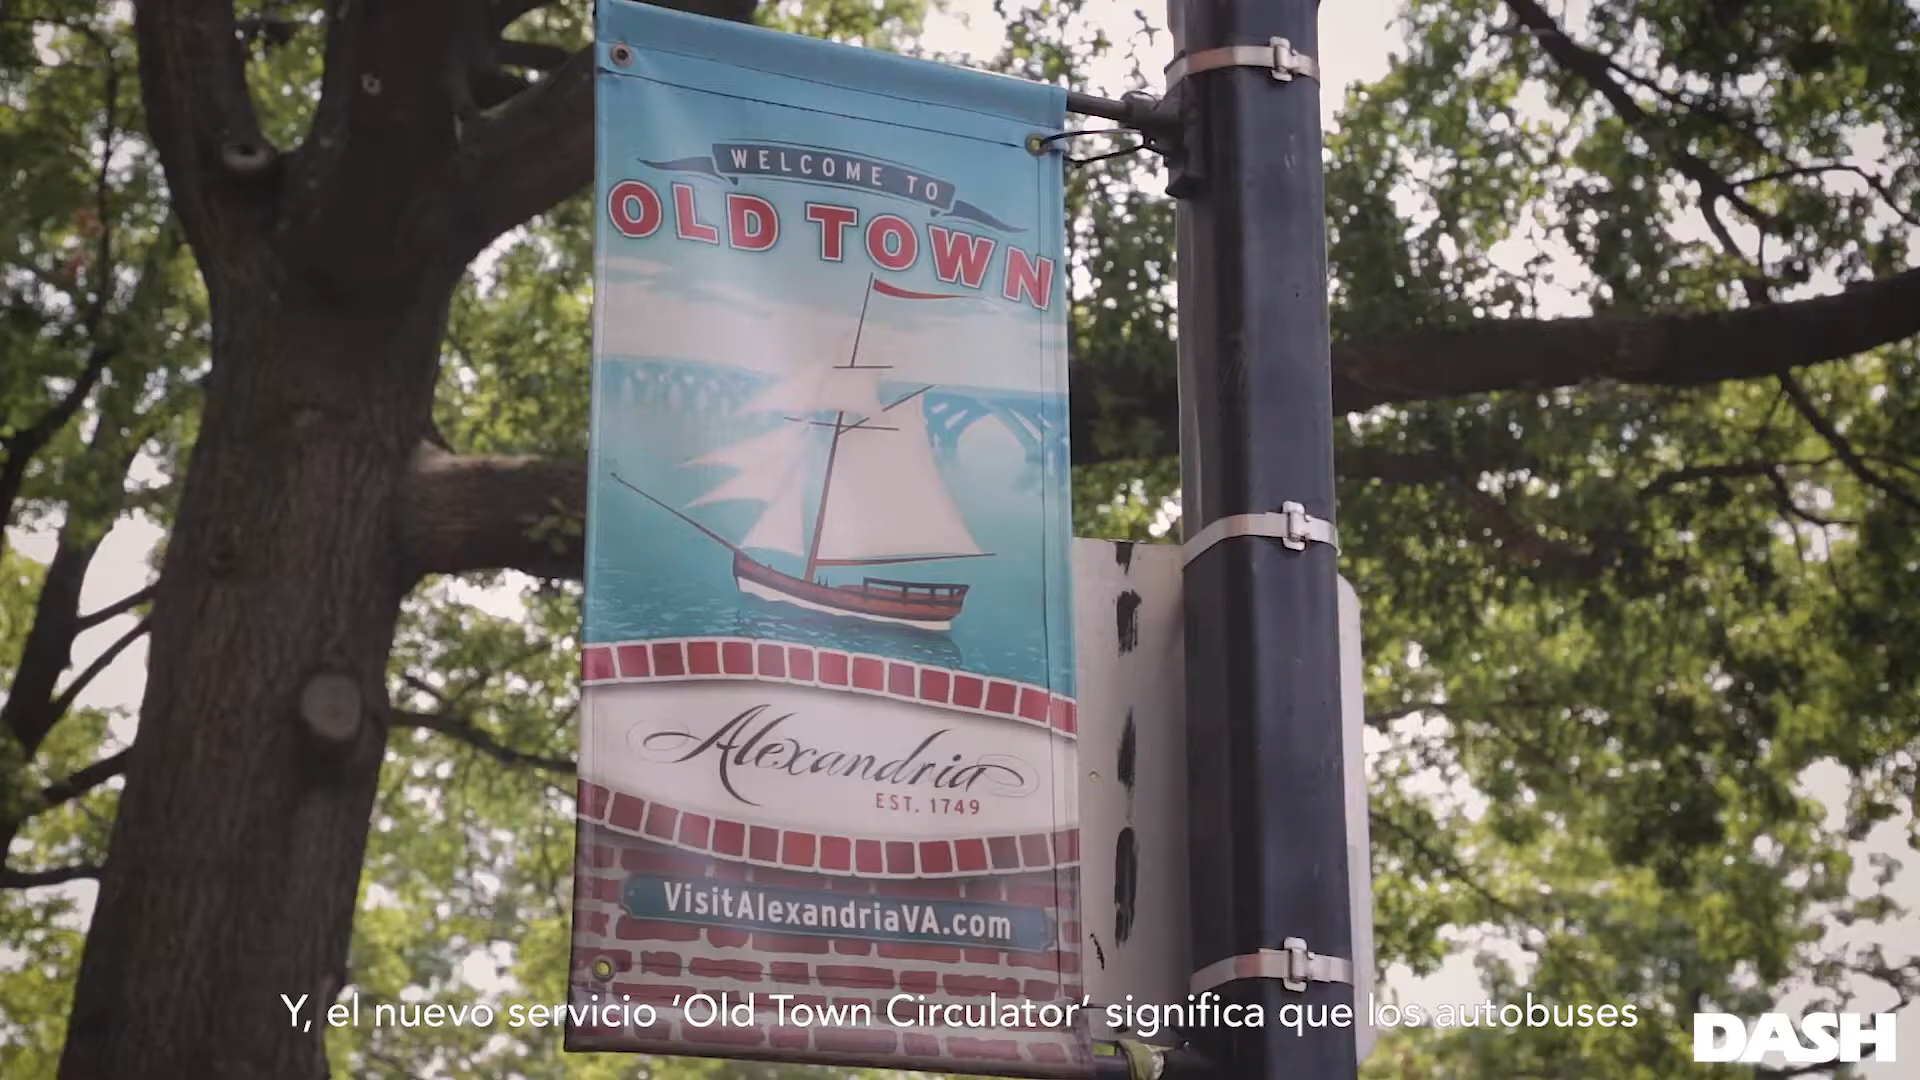 WELCOME TO
OLD TOWN
Alexandria
EST. 1749
VisitAlexandriaVA.com
Y, el nuevo servicio ‘Old Town Circulator‘ significa que los autobuses
DASH